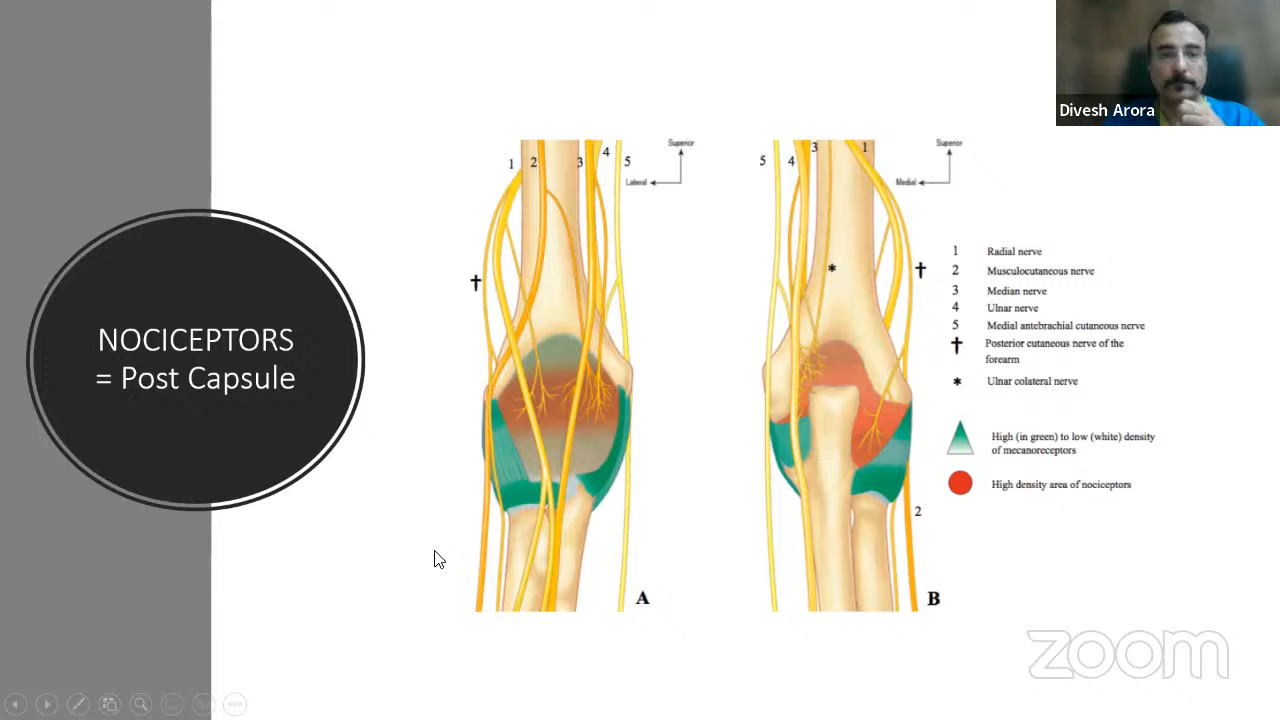 Divesh Arora
NOCICEPTORS
= Post Capsule
1 2 3 4 5
Superior
Lateral
†
A
5 4 3 1
Superior
Medial
*
†
2
B
1 Radial nerve
2 Musculocutaneous nerve
3 Median nerve
4 Ulnar nerve
5 Medial antebrachial cutaneous nerve
† Posterior cutaneous nerve of the
forearm
* Ulnar colateral nerve
High (in green) to low (white) density
of mecanoreceptors
High density area of nociceptors
zoom